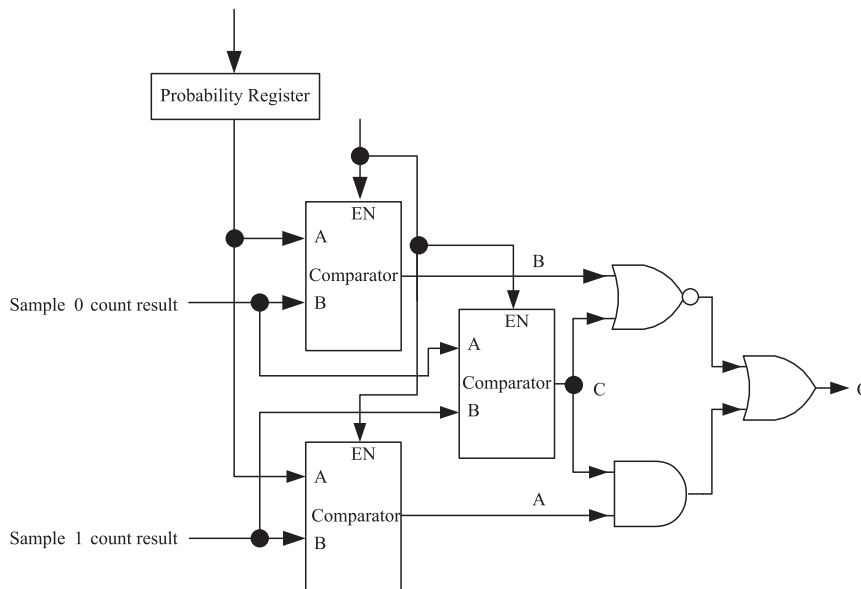 Probability Register
EN
A
Comparator
B
B
Sample 0 count result
EN
A
Comparator
B
C
EN
A
Comparator
B
A
Sample 1 count result